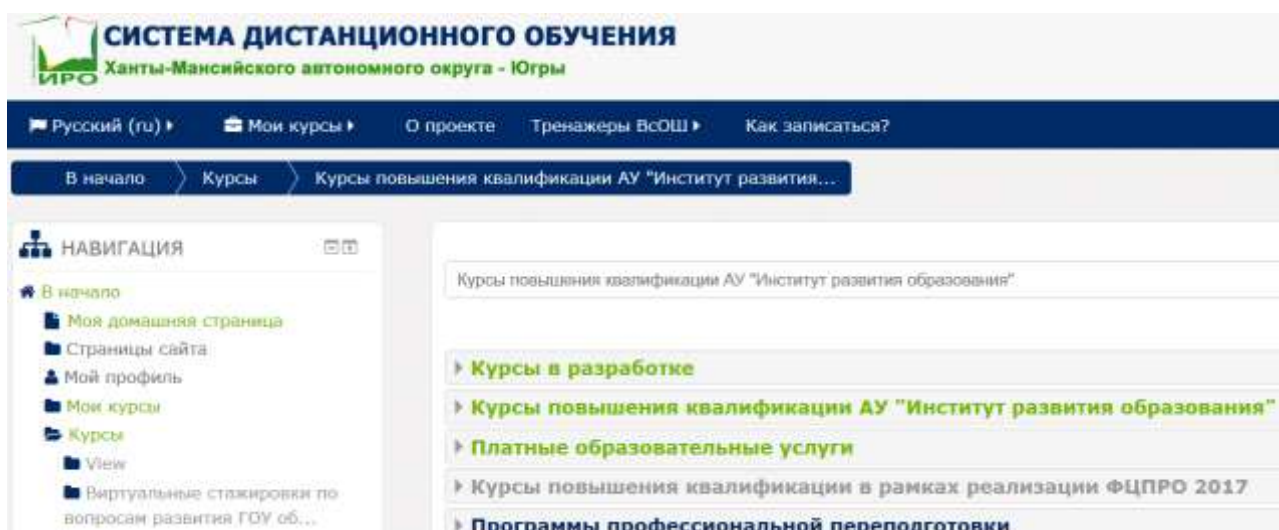 СИСТЕМА ДИСТАНЦИОННОГО ОБУЧЕНИЯ
Ханты-Мансийского автономного округа - Югры
ИРО
Русский (ru) Мои курсы О проекте Тренажеры ВсОШ Как записаться?
В начало Курсы Курсы повышения квалификации АУ "Институт развития...
НАВИГАЦИЯ
В начало
Моя домашняя страница
Страницы сайта
Мой профиль
Мои курсы
Курсы
View
Виртуальные стажировки по
вопросам развития ГОУ об...
Курсы повышения квалификации АУ "Институт развития образования"
Курсы в разработке
Курсы повышения квалификации АУ "Институт развития образования"
Платные образовательные услуги
Курсы повышения квалификации в рамках реализации ФЦПРО 2017
Программы профессиональной переподготовки